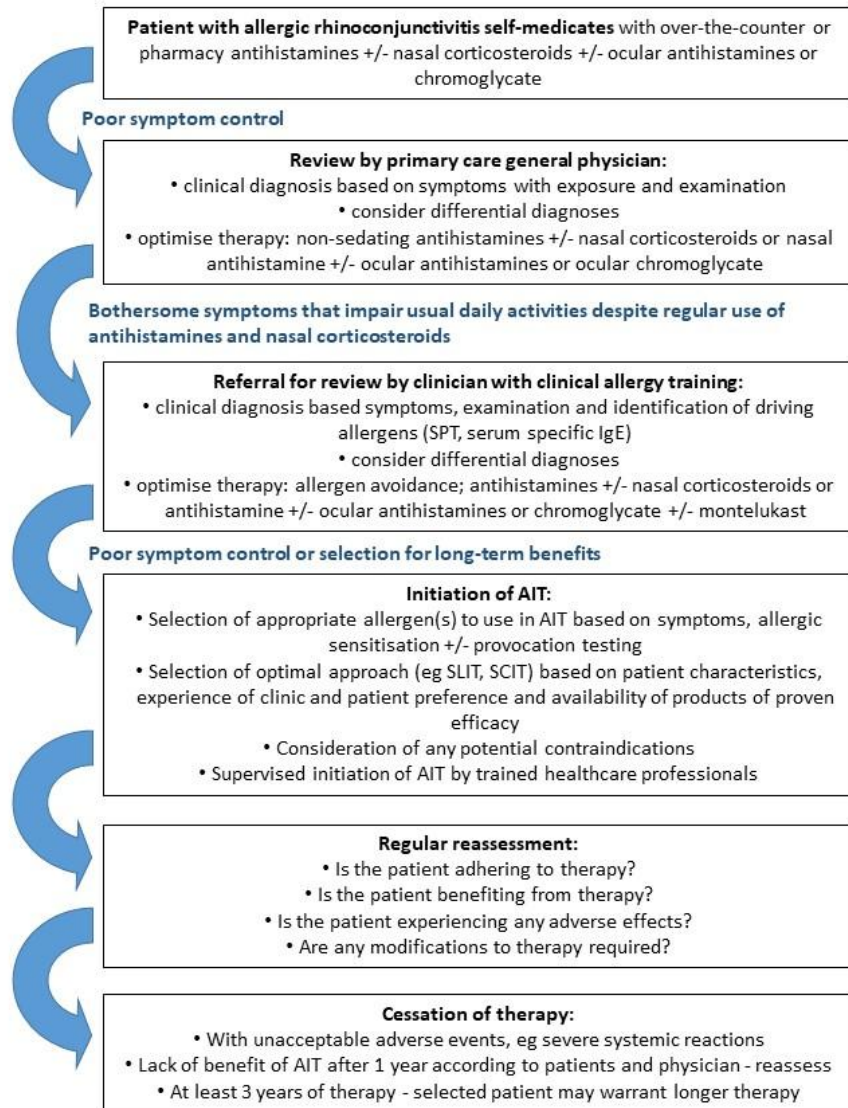 Patient with allergic rhinoconjunctivitis self-medicates with over-the-counter or
pharmacy antihistamines +/- nasal corticosteroids +/- ocular antihistamines or
chromoglycate
Poor symptom control
Review by primary care general physician:
• clinical diagnosis based on symptoms with exposure and examination
• consider differential diagnoses
• optimise therapy: non-sedating antihistamines +/- nasal corticosteroids or nasal
antihistamine +/- ocular antihistamines or ocular chromoglycate
Bothersome symptoms that impair usual daily activities despite regular use of
antihistamines and nasal corticosteroids
Referral for review by clinician with clinical allergy training:
• clinical diagnosis based symptoms, examination and identification of driving
allergens (SPT, serum specific IgE)
• consider differential diagnoses
• optimise therapy: allergen avoidance; antihistamines +/- nasal corticosteroids or
antihistamine +/- ocular antihistamines or chromoglycate +/- montelukast
Poor symptom control or selection for long-term benefits
Initiation of AIT:
• Selection of appropriate allergen(s) to use in AIT based on symptoms, allergic
sensitisation +/- provocation testing
• Selection of optimal approach (eg SLIT, SCIT) based on patient characteristics,
experience of clinic and patient preference and availability of products of proven
efficacy
• Consideration of any potential contraindications
• Supervised initiation of AIT by trained healthcare professionals
Regular reassessment:
• Is the patient adhering to therapy?
• Is the patient benefiting from therapy?
• Is the patient experiencing any adverse effects?
• Are any modifications to therapy required?
Cessation of therapy:
• With unacceptable adverse events, eg severe systemic reactions
• Lack of benefit of AIT after 1 year according to patients and physician - reassess
• At least 3 years of therapy - selected patient may warrant longer therapy